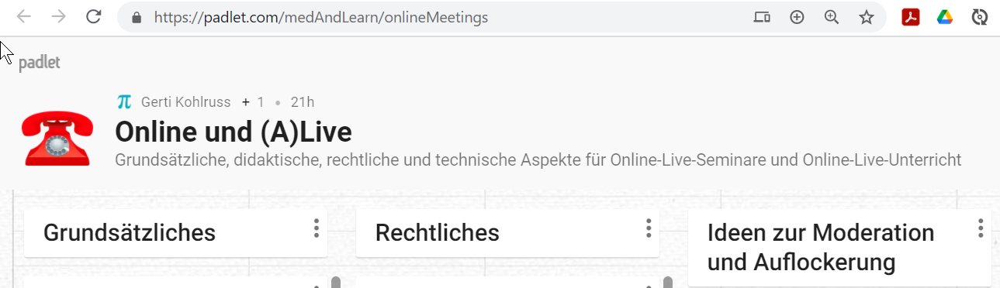 https://padlet.com/medAndLearn/onlineMeetings
padlet
Gerti Kohlruss + 1 • 21h
Online und (A)Live
Grundsätzliche, didaktische, rechtliche und technische Aspekte für Online-Live-Seminare und Online-Live-Unterricht
Grundsätzliches
Rechtliches
Ideen zur Moderation
und Auflockerung